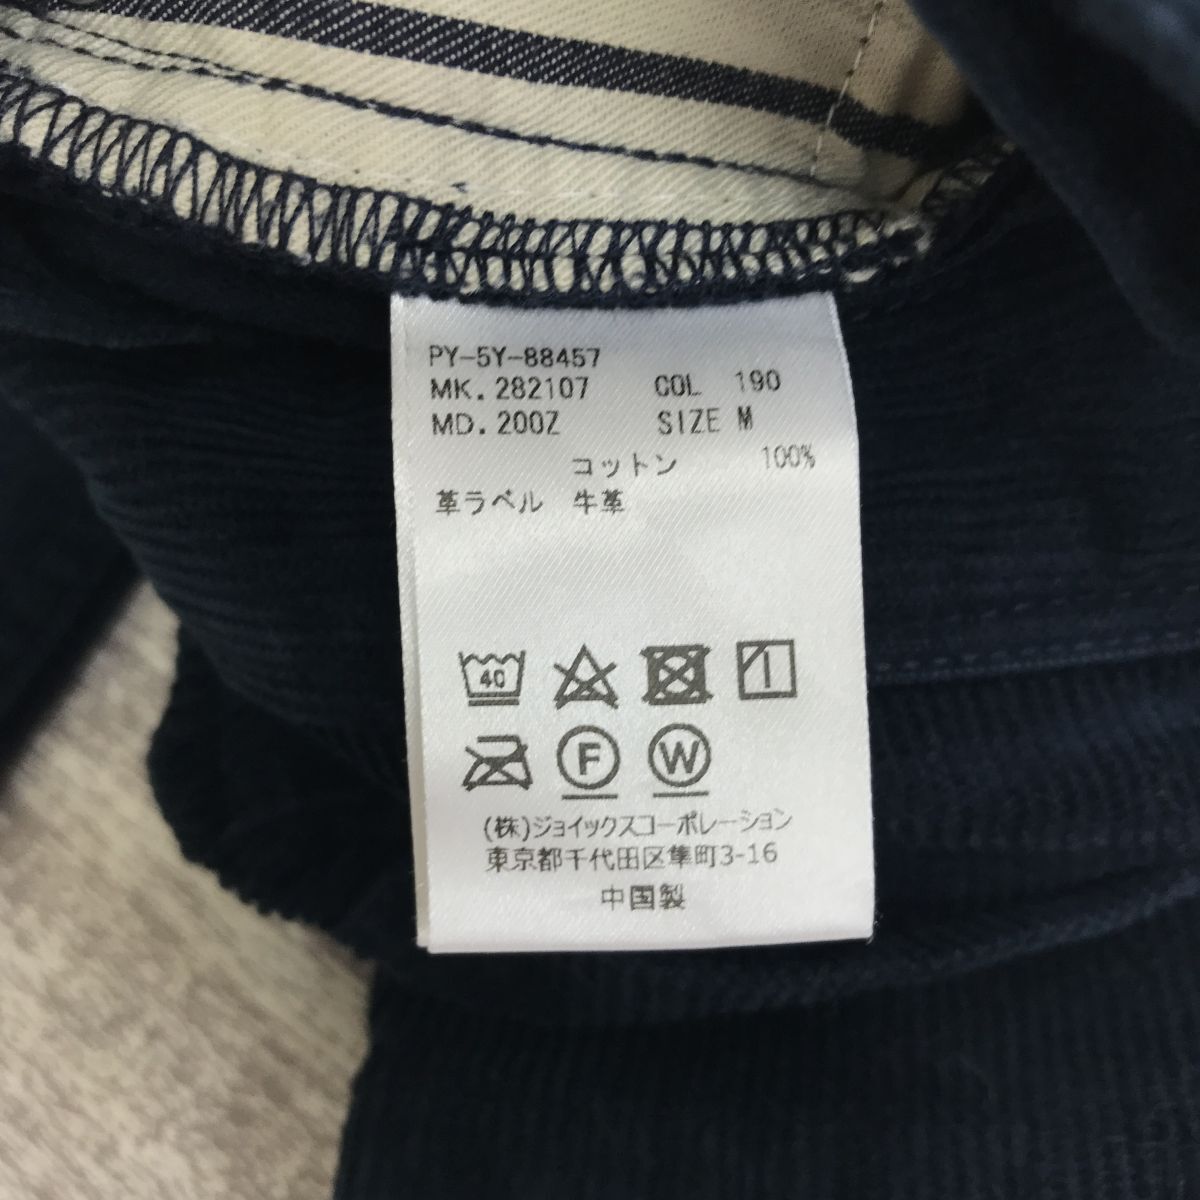 PY-5Y-88457
MK.282107 COL 190
MD.200Z SIZE M
コットン 100%
革ラベル 牛革
40
F W
(株)ジョイックスコーポレーション
東京都千代田区隼町3-16
中国製